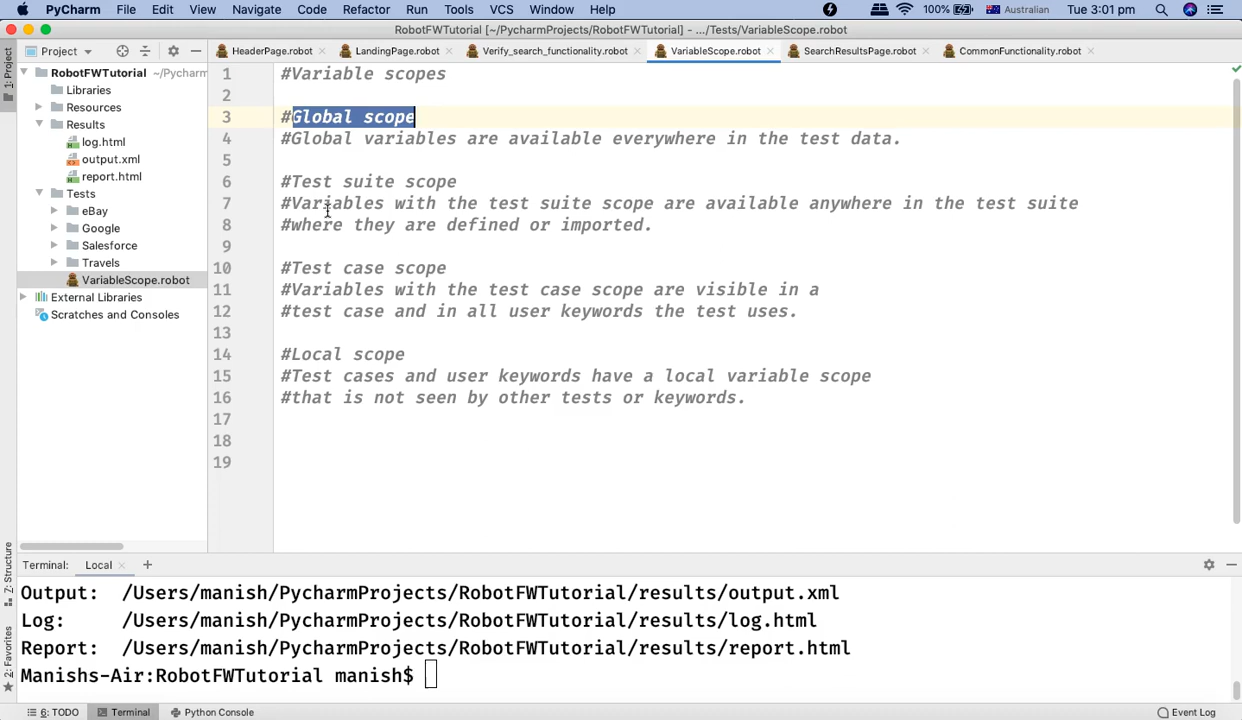 PyCharm File Edit View Navigate Code Refactor Run Tools VCS Window Help 100% Australian Tue 3:01 pm
RobotFWTutorial [~/PycharmProjects/RobotFWTutorial] - .../Tests/VariableScope.robot
1: Project
Project
HeaderPage.robot LandingPage.robot Verify_search_functionality.robot VariableScope.robot SearchResultsPage.robot CommonFunctionality.robot
RobotFWTutorial ~/Pycharm
Libraries
Resources
Results
log.html
output.xml
report.html
Tests
eBay
Google
Salesforce
Travels
VariableScope.robot
External Libraries
Scratches and Consoles
1 #Variable scopes
2
3 #Global scope
4 #Global variables are available everywhere in the test data.
5
6 #Test suite scope
7 #Variables with the test suite scope are available anywhere in the test suite
8 #where they are defined or imported.
9
10 #Test case scope
11 #Variables with the test case scope are visible in a
12 #test case and in all user keywords the test uses.
13
14 #Local scope
15 #Test cases and user keywords have a local variable scope
16 #that is not seen by other tests or keywords.
17
18
19
Z: Structure
2: Favorites
Terminal: Local
Output: /Users/manish/PycharmProjects/RobotFWTutorial/results/output.xml
Log: /Users/manish/PycharmProjects/RobotFWTutorial/results/log.html
Report: /Users/manish/PycharmProjects/RobotFWTutorial/results/report.html
Manishs-Air:RobotFWTutorial manish$
6: TODO Terminal Python Console Event Log